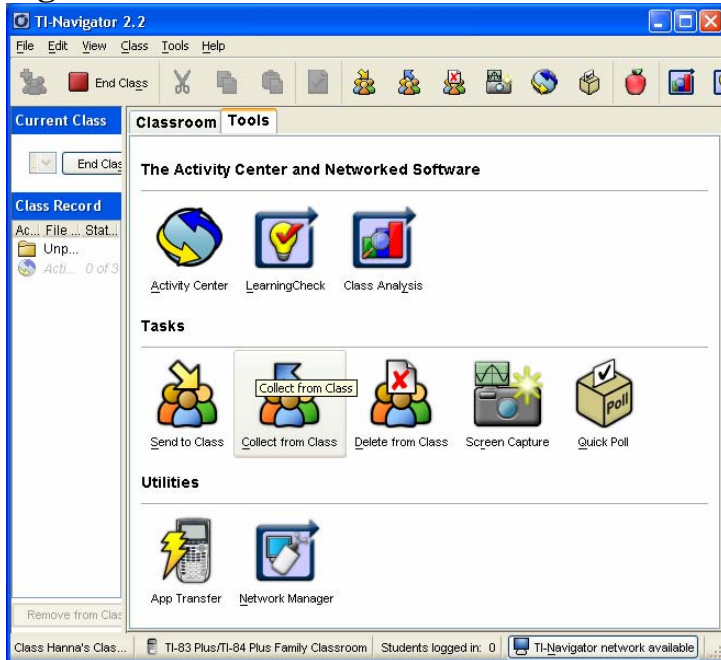 TI-Navigator 2.2
File Edit View Class Tools Help
End Class
Current Class
Classroom Tools
End Clas
The Activity Center and Networked Software
Class Record
Ac... File ... Stat...
Unp...
Acti... 0 of 3
Activity Center LearningCheck Class Analysis
Tasks
Collect from Class
Poll
Send to Class Collect from Class Delete from Class Screen Capture Quick Poll
Utilities
App Transfer Network Manager
Remove from Clas
Class Hanna's Clas... TI-83 Plus/TI-84 Plus Family Classroom Students logged in: 0 TI-Navigator network available